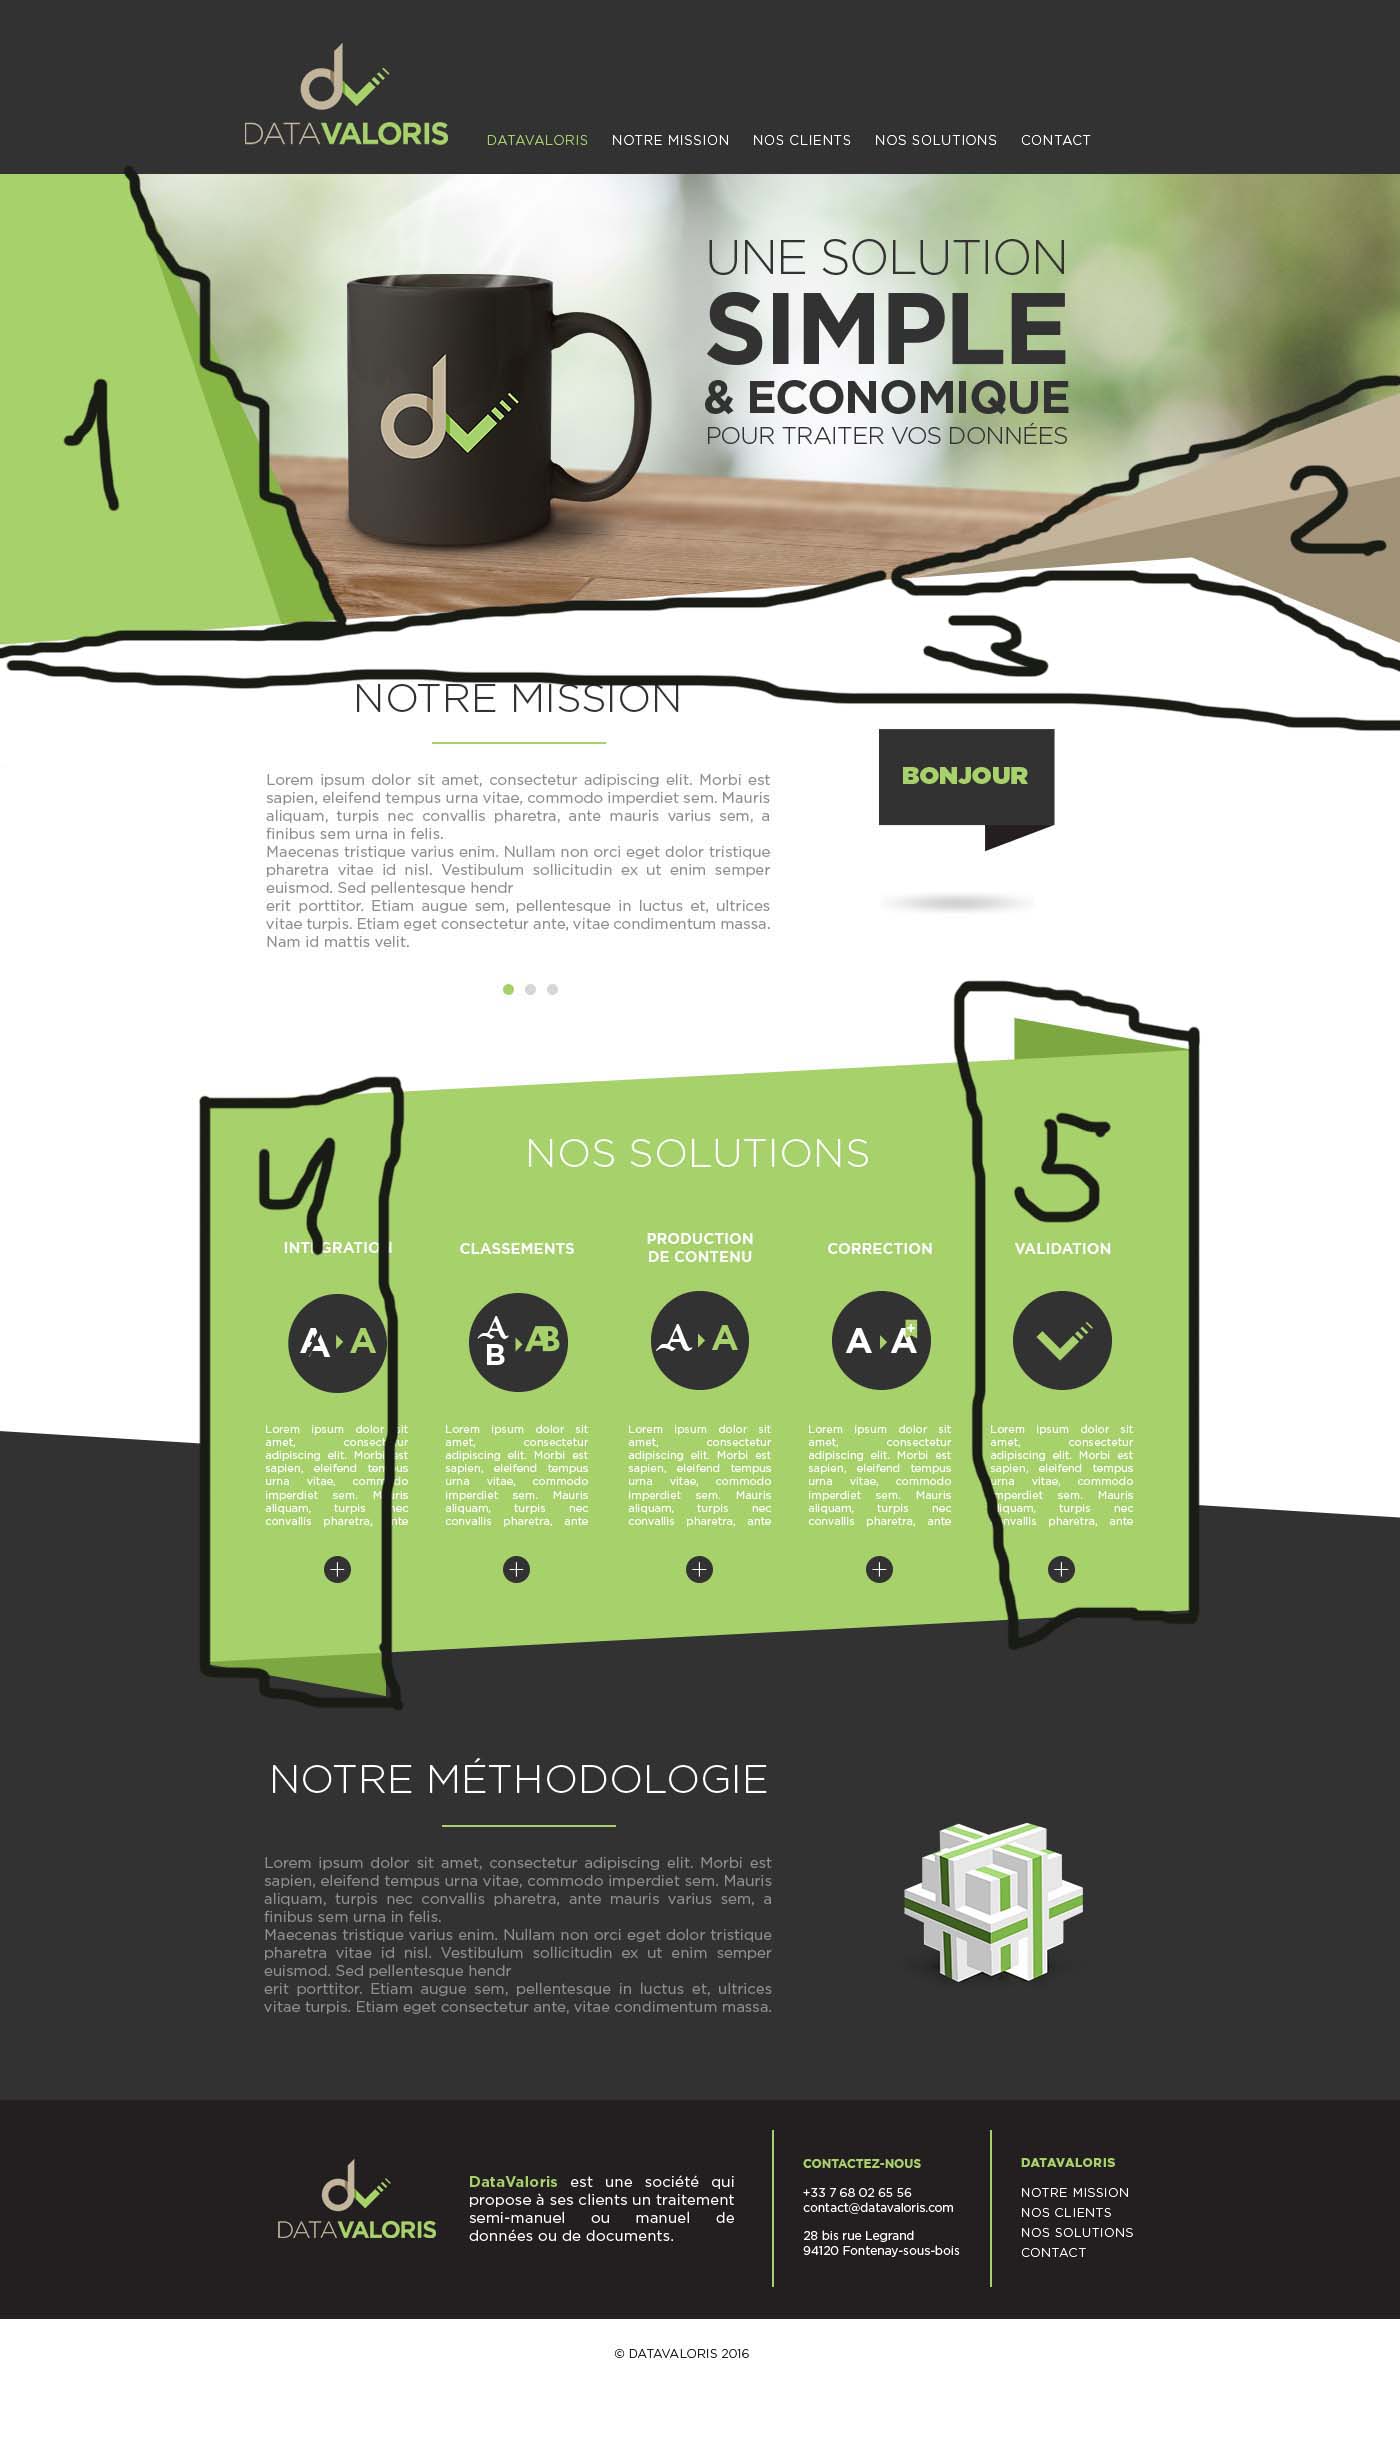 dv
DATAVALORIS
DATAVALORIS NOTRE MISSION NOS CLIENTS NOS SOLUTIONS CONTACT
UNE SOLUTION
SIMPLE
& ECONOMIQUE
POUR TRAITER VOS DONNÉES
dv
1
2
3
NOTRE MISSION
Lorem ipsum dolor sit amet, consectetur adipiscing elit. Morbi est
sapien, eleifend tempus urna vitae, commodo imperdiet sem. Mauris
aliquam, turpis nec convallis pharetra, ante mauris varius sem, a
finibus sem urna in felis.
Maecenas tristique varius enim. Nullam non orci eget dolor tristique
pharetra vitae id nisl. Vestibulum sollicitudin ex ut enim semper
euismod. Sed pellentesque hendr
erit porttitor. Etiam augue sem, pellentesque in luctus et, ultrices
vitae turpis. Etiam eget consectetur ante, vitae condimentum massa.
Nam id mattis velit.
BONJOUR
4
5
NOS SOLUTIONS
INTEGRATION
A A
Lorem ipsum dolor sit
amet, consectetur
adipiscing elit. Morbi est
sapien, eleifend tempus
urna vitae, commodo
imperdiet sem. Mauris
aliquam, turpis nec
convallis pharetra, ante
+
CLASSEMENTS
A
B AB
Lorem ipsum dolor sit
amet, consectetur
adipiscing elit. Morbi est
sapien, eleifend tempus
urna vitae, commodo
imperdiet sem. Mauris
aliquam, turpis nec
convallis pharetra, ante
+
PRODUCTION
DE CONTENU
A A
Lorem ipsum dolor sit
amet, consectetur
adipiscing elit. Morbi est
sapien, eleifend tempus
urna vitae, commodo
imperdiet sem. Mauris
aliquam, turpis nec
convallis pharetra, ante
+
CORRECTION
A A+
Lorem ipsum dolor sit
amet, consectetur
adipiscing elit. Morbi est
sapien, eleifend tempus
urna vitae, commodo
imperdiet sem. Mauris
aliquam, turpis nec
convallis pharetra, ante
+
VALIDATION
Lorem ipsum dolor sit
amet, consectetur
adipiscing elit. Morbi est
sapien, eleifend tempus
urna vitae, commodo
imperdiet sem. Mauris
aliquam, turpis nec
convallis pharetra, ante
+
NOTRE MÉTHODOLOGIE
Lorem ipsum dolor sit amet, consectetur adipiscing elit. Morbi est
sapien, eleifend tempus urna vitae, commodo imperdiet sem. Mauris
aliquam, turpis nec convallis pharetra, ante mauris varius sem, a
finibus sem urna in felis.
Maecenas tristique varius enim. Nullam non orci eget dolor tristique
pharetra vitae id nisl. Vestibulum sollicitudin ex ut enim semper
euismod. Sed pellentesque hendr
erit porttitor. Etiam augue sem, pellentesque in luctus et, ultrices
vitae turpis. Etiam eget consectetur ante, vitae condimentum massa.
dv
DATAVALORIS
DataValoris est une société qui
propose à ses clients un traitement
semi-manuel ou manuel de
données ou de documents.
CONTACTEZ-NOUS
+33 7 68 02 65 56
contact@datavaloris.com
28 bis rue Legrand
94120 Fontenay-sous-bois
DATAVALORIS
NOTRE MISSION
NOS CLIENTS
NOS SOLUTIONS
CONTACT
© DATAVALORIS 2016